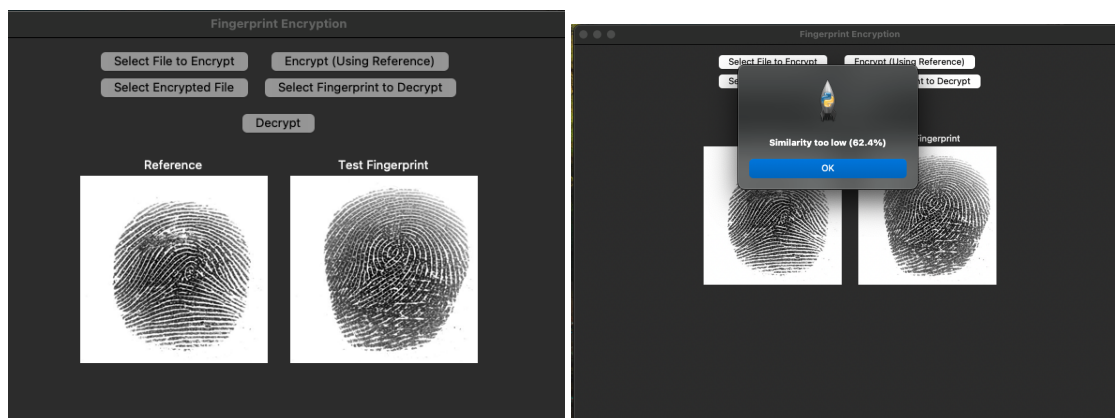 Fingerprint Encryption
Select File to Encrypt
Encrypt (Using Reference)
Select Encrypted File
Select Fingerprint to Decrypt
Decrypt
Reference
Test Fingerprint
Fingerprint Encryption
Select File to Encrypt
Encrypt (Using Reference)
Se
nt to Decrypt
Similarity too low (62.4%)
Fingerprint
OK